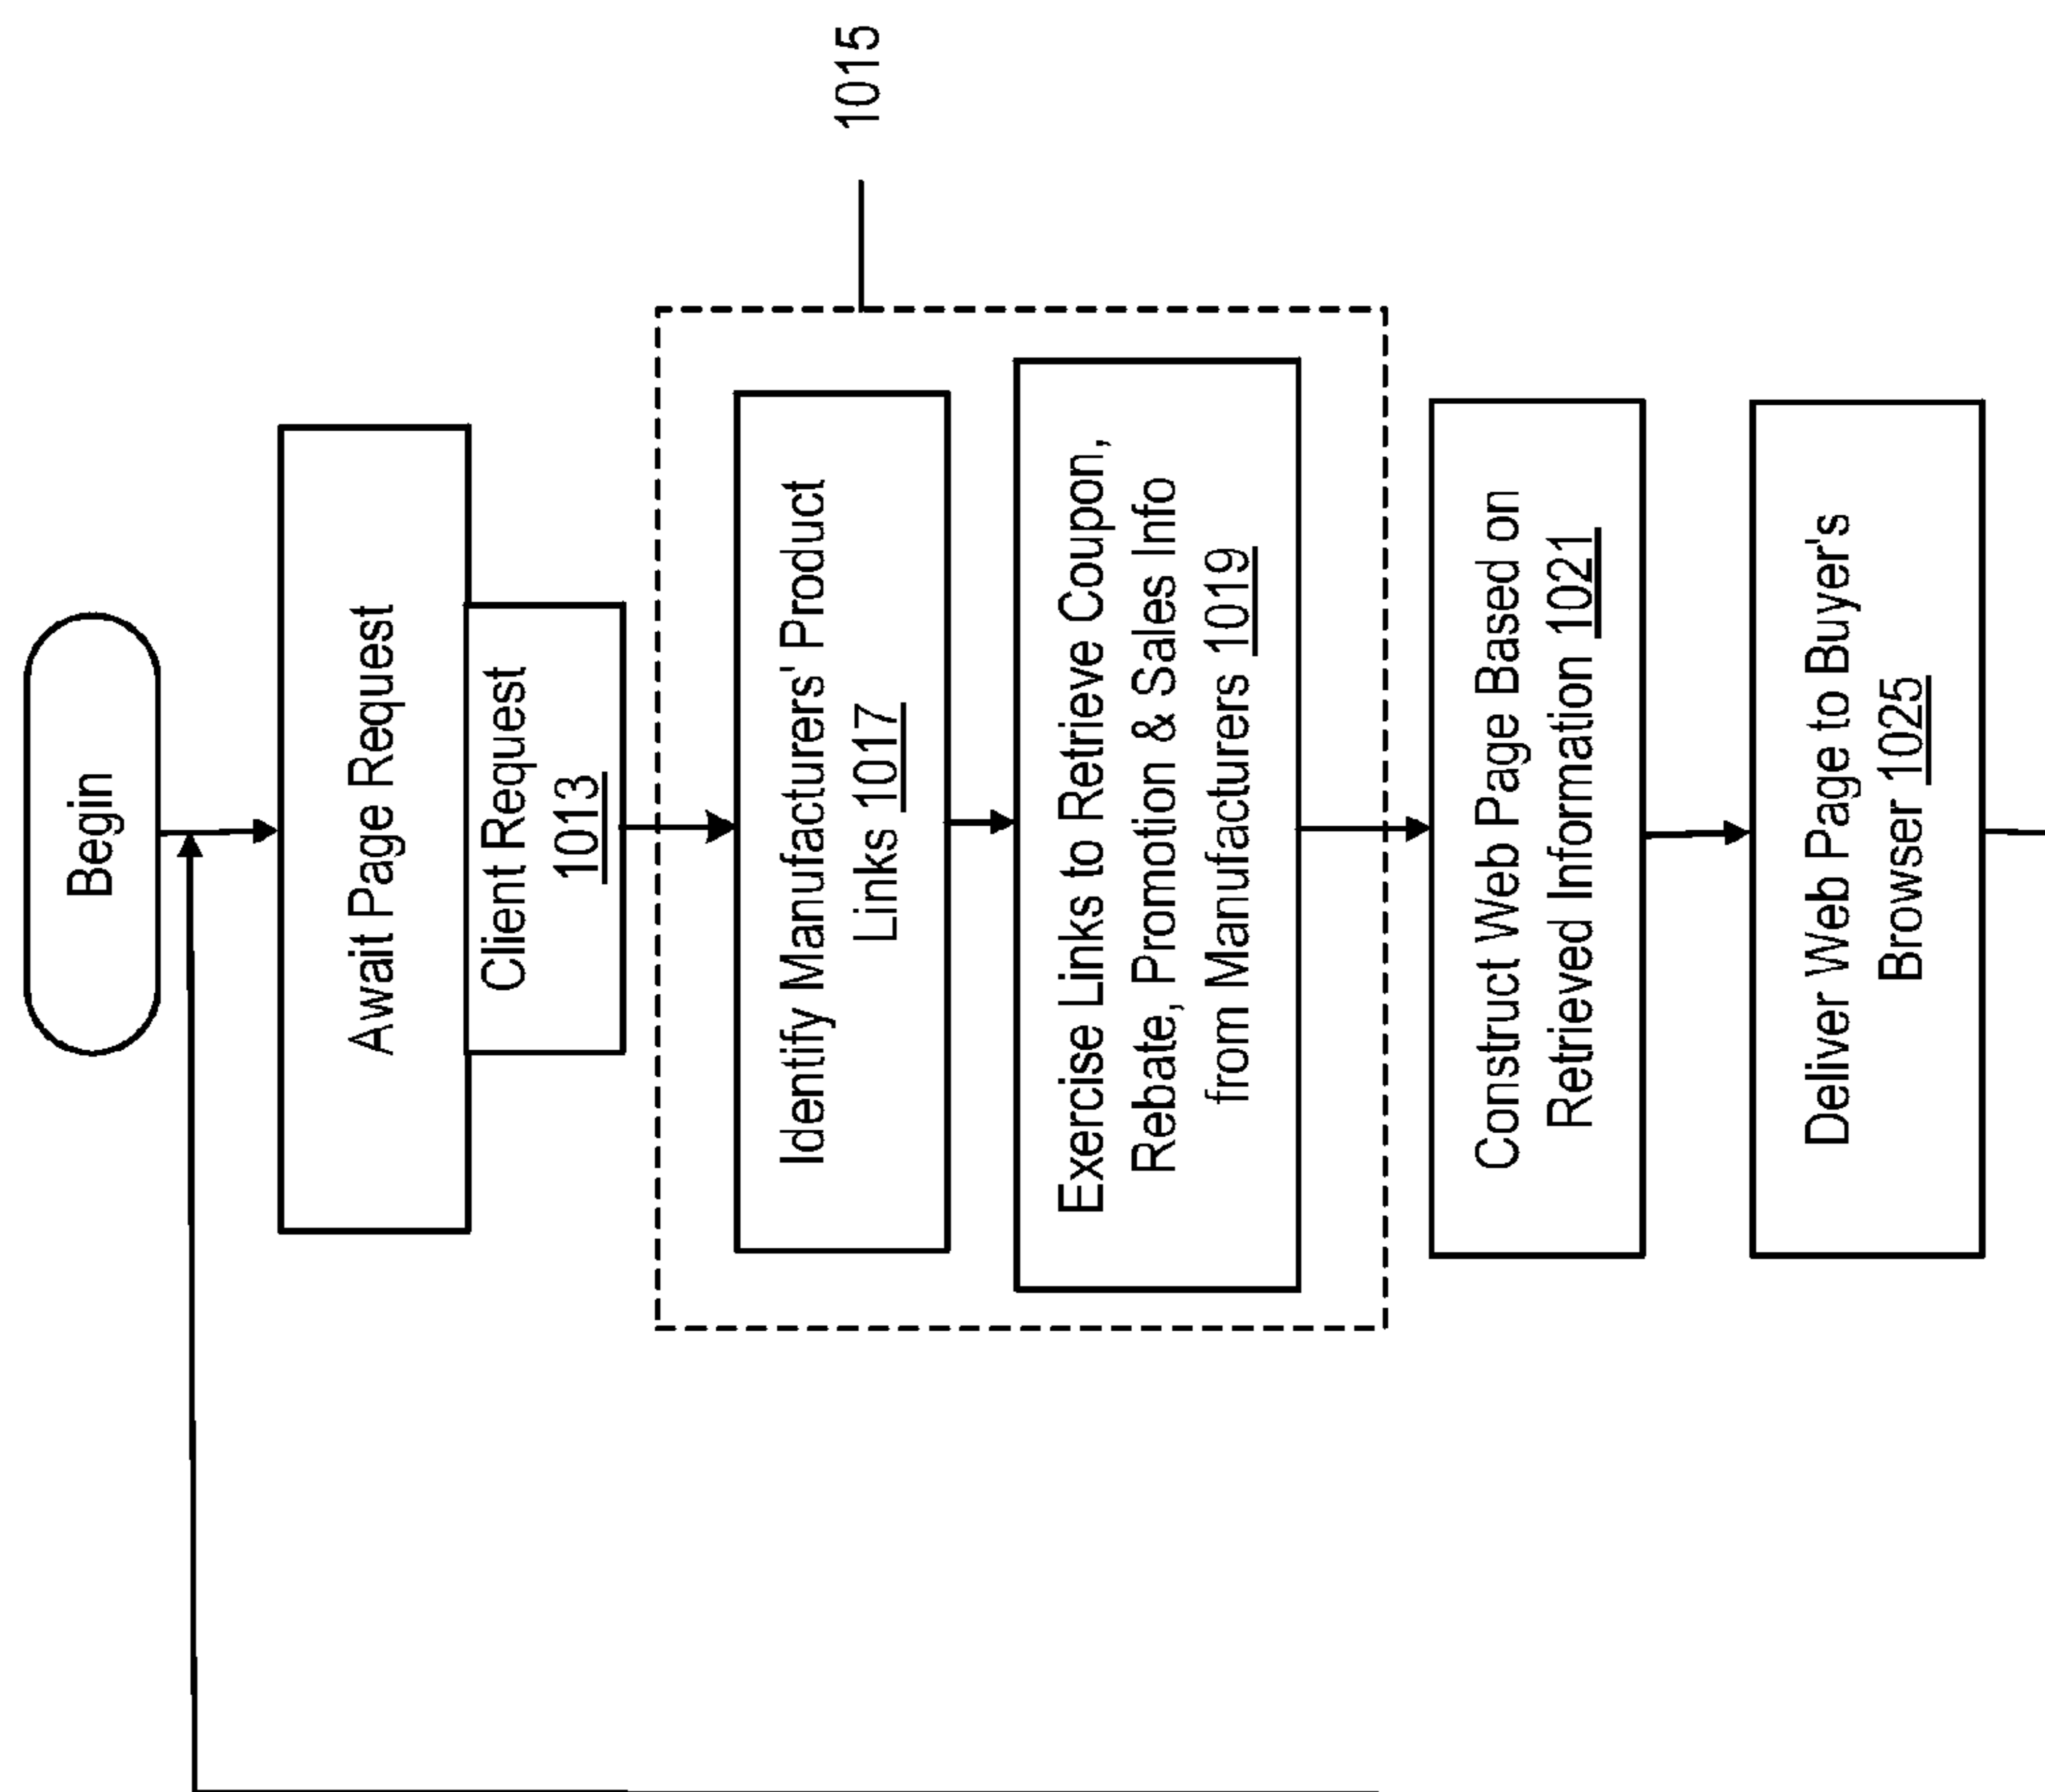 Begin
Await Page Request
Client Request
1013
1015
Identify Manufacturers' Product
Links 1017
Exercise Links to Retrieve Coupon,
Rebate, Promotion & Sales Info
from Manufacturers 1019
Construct Web Page Based on
Retrieved Information 1021
Deliver Web Page to Buyer's
Browser 1025